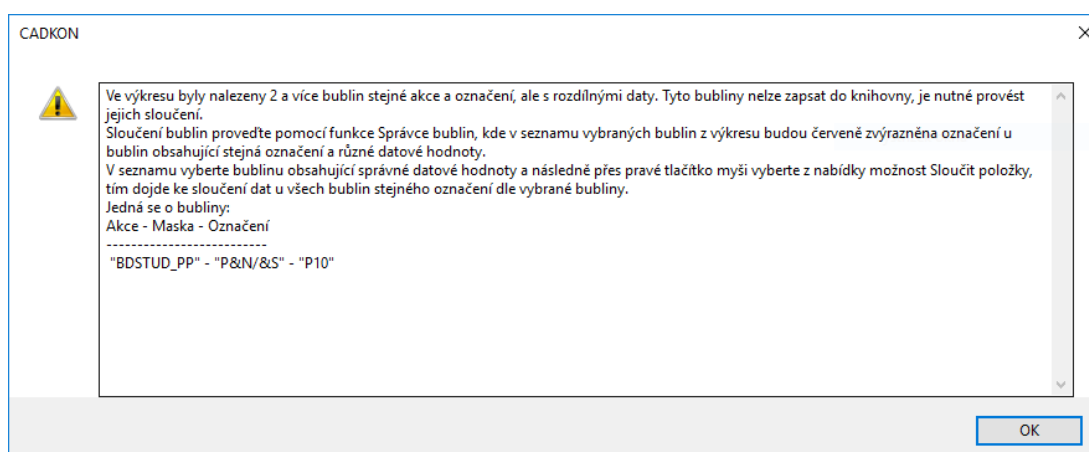 CADKON
Ve výkresu byly nalezeny 2 a více bublin stejné akce a označení, ale s rozdílnými daty. Tyto bubliny nelze zapsat do knihovny, je nutné provést
jejich sloučení.
Sloučení bublin proveďte pomocí funkce Správce bublin, kde v seznamu vybraných bublin z výkresu budou červeně zvýrazněna označení u
bublin obsahující stejná označení a různé datové hodnoty.
V seznamu vyberte bublinu obsahující správné datové hodnoty a následně přes pravé tlačítko myši vyberte z nabídky možnost Sloučit položky,
tím dojde ke sloučení dat u všech bublin stejného označení dle vybrané bubliny.
Jedná se o bubliny:
Akce - Maska - Označení
--------------------------
"BDSTUD_PP" - "P&N/&S" - "P10"
OK